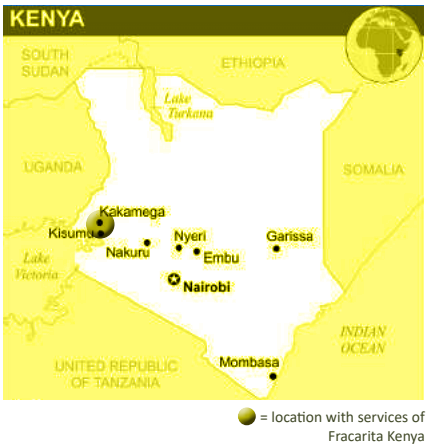 KENYA
SOUTH
SUDAN
ETHIOPIA
Lake
Turkana
UGANDA
SOMALIA
Kakamega
Kisumu
Nyeri
Garissa
Nakuru
Embu
Lake
Victoria
Nairobi
INDIAN
OCEAN
UNITED REPUBLIC
OF TANZANIA
Mombasa
= location with services of
Fracarita Kenya